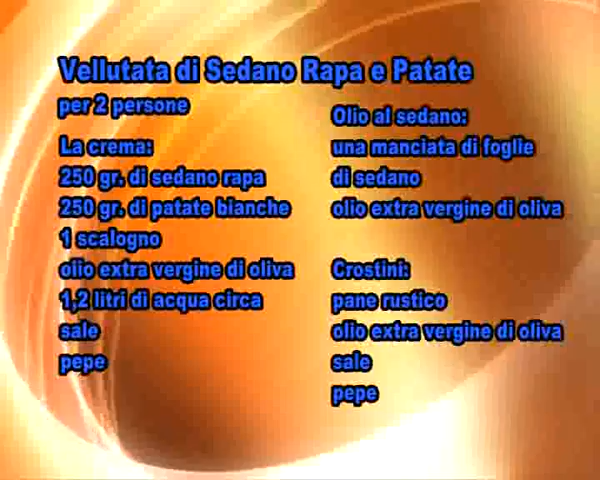 Vellutata di Sedano Rapa e Patate
per 2 persone
La crema:
250 gr. di sedano rapa
250 gr. di patate bianche
1 scalogno
olio extra vergine di oliva
1,2 litri di acqua circa
sale
pepe
Olio al sedano:
una manciata di foglie
di sedano
olio extra vergine di oliva
Crostini:
pane rustico
olio extra vergine di oliva
sale
pepe